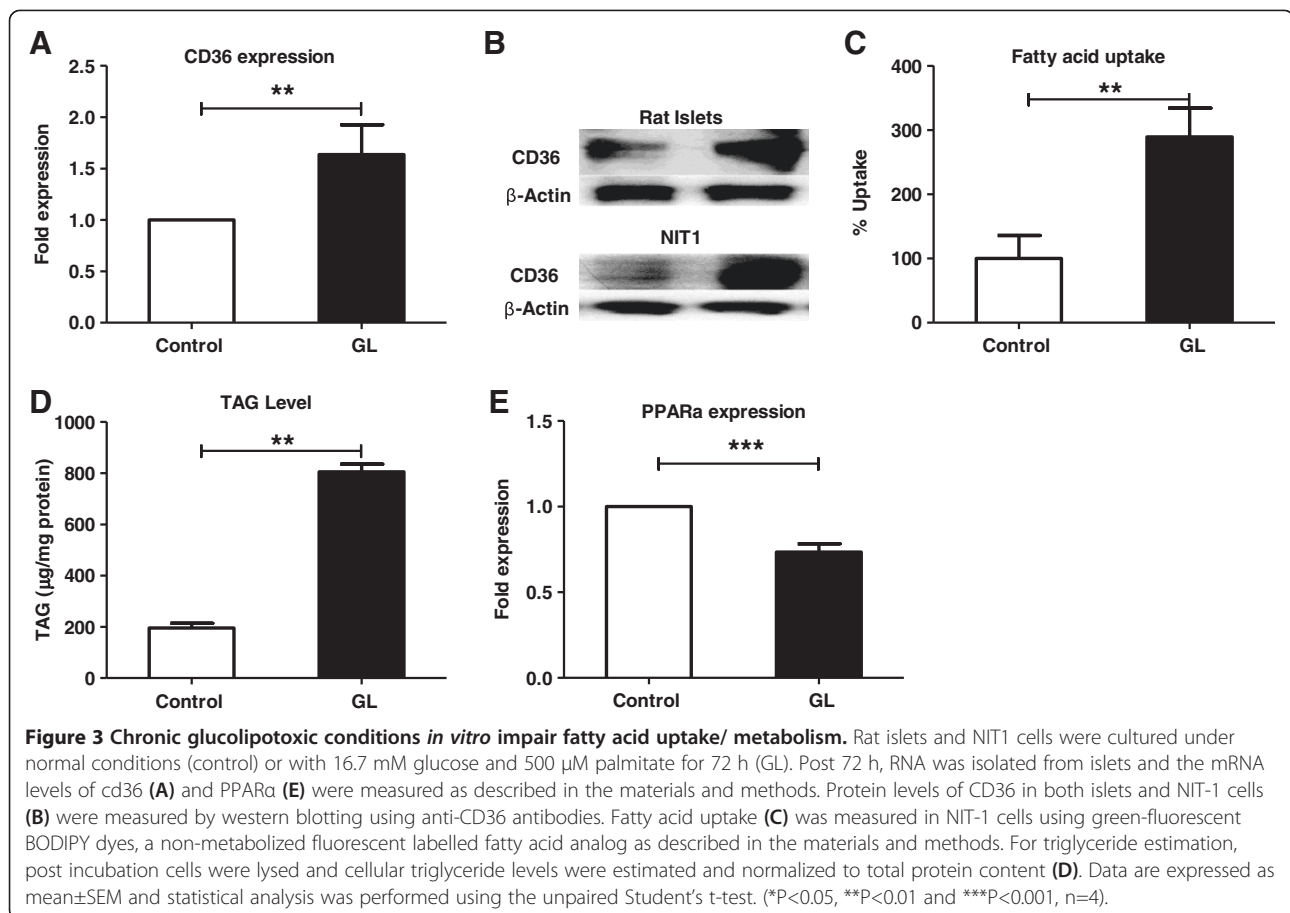 A
CD36 expression
**
Fold expression
2.5
2.0
1.5
1.0
0.5
0.0
Control
GL
B
Rat Islets
CD36
β-Actin
NIT1
CD36
β-Actin
C
Fatty acid uptake
**
% Uptake
400
300
200
100
0
Control
GL
D
TAG Level
**
TAG (µg/mg protein)
1000
800
600
400
200
0
Control
GL
E
PPARa expression
***
Fold expression
1.5
1.0
0.5
0.0
Control
GL
Figure 3 Chronic glucolipotoxic conditions in vitro impair fatty acid uptake/ metabolism. Rat islets and NIT1 cells were cultured under
normal conditions (control) or with 16.7 mM glucose and 500 µM palmitate for 72 h (GL). Post 72 h, RNA was isolated from islets and the mRNA
levels of cd36 (A) and PPARα (E) were measured as described in the materials and methods. Protein levels of CD36 in both islets and NIT-1 cells
(B) were measured by western blotting using anti-CD36 antibodies. Fatty acid uptake (C) was measured in NIT-1 cells using green-fluorescent
BODIPY dyes, a non-metabolized fluorescent labelled fatty acid analog as described in the materials and methods. For triglyceride estimation,
post incubation cells were lysed and cellular triglyceride levels were estimated and normalized to total protein content (D). Data are expressed as
mean±SEM and statistical analysis was performed using the unpaired Student's t-test. (*P<0.05, **P<0.01 and ***P<0.001, n=4).